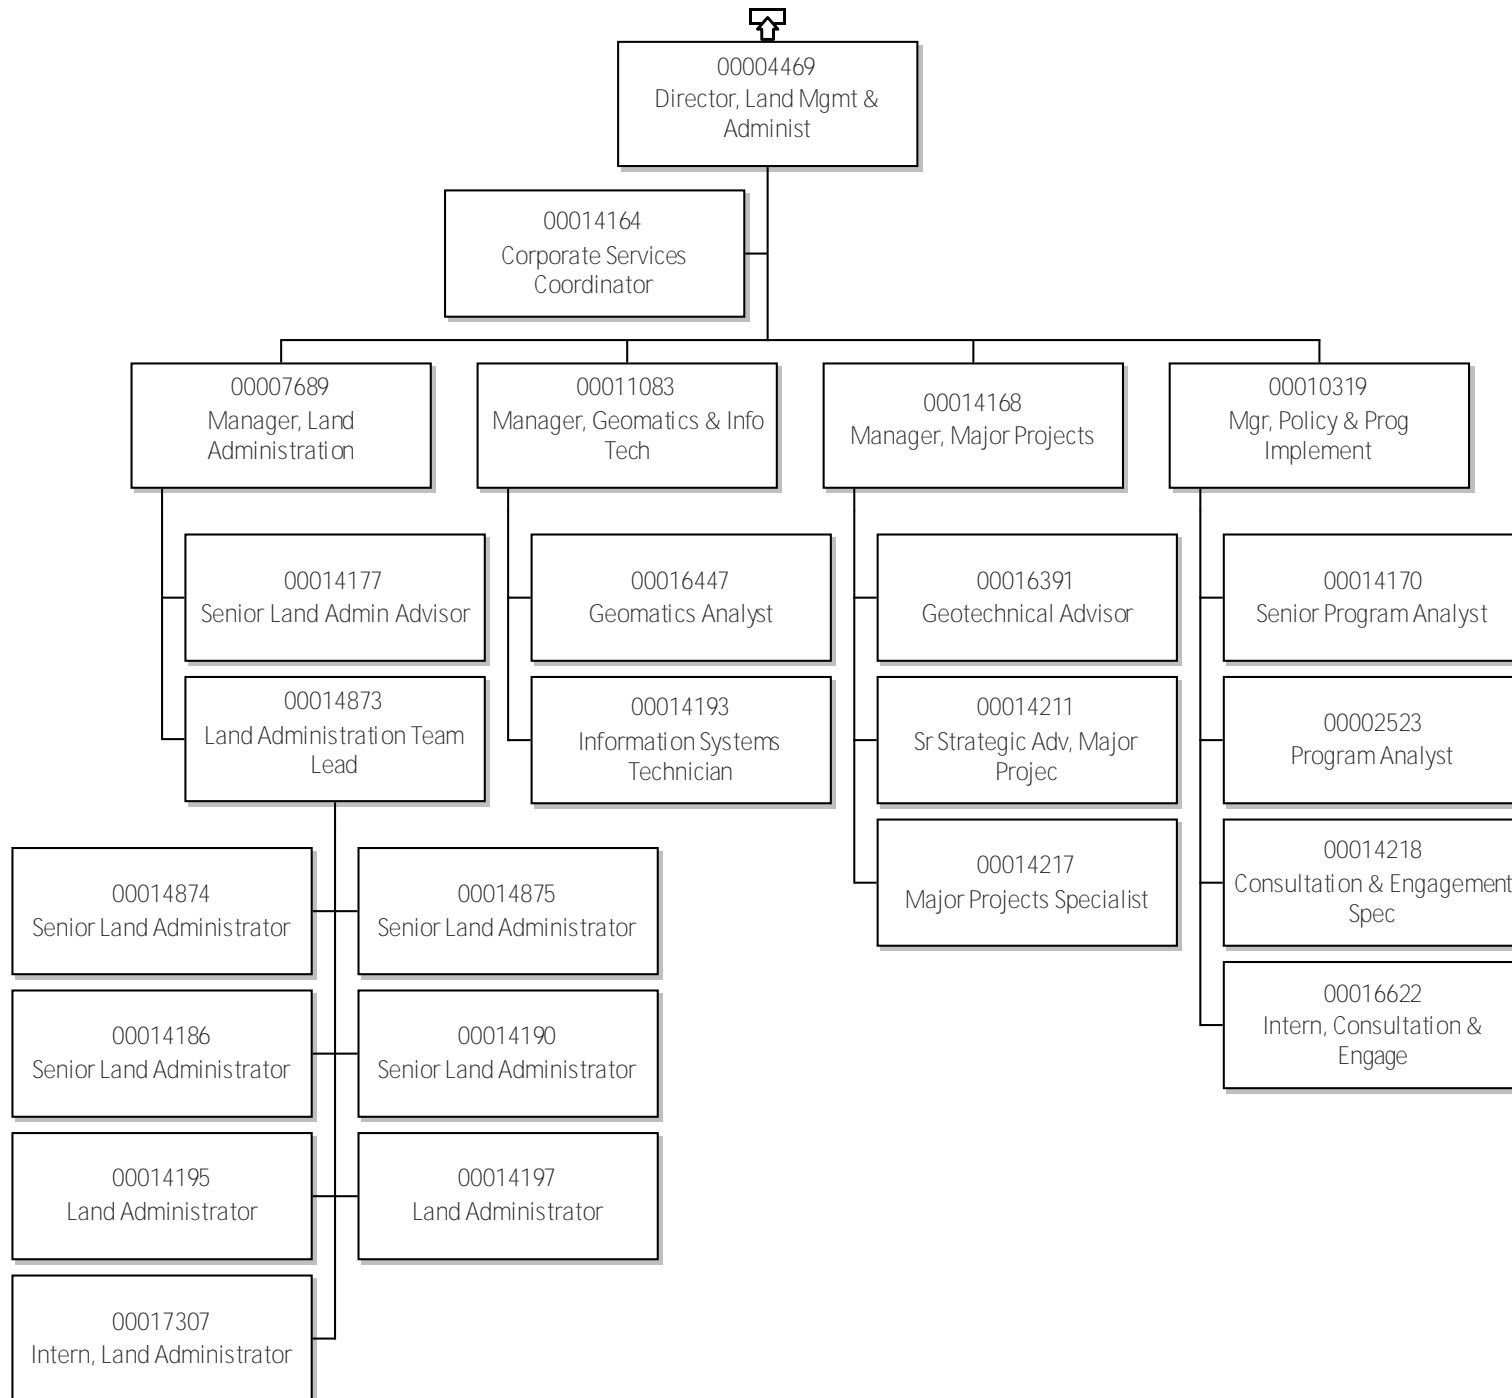 00004469
Director, Land Mgmt &
Administ
00014164
Corporate Services
Coordinator
00007689
Manager, Land
Administration
00011083
Manager, Geomatics & Info
Tech
00014168
Manager, Major Projects
00010319
Mgr, Policy & Prog
Implement
00014177
Senior Land Admin Advisor
00014873
Land Administration Team
Lead
00014874
Senior Land Administrator
00014875
Senior Land Administrator
00014186
Senior Land Administrator
00014190
Senior Land Administrator
00014195
Land Administrator
00014197
Land Administrator
00017307
Intern, Land Administrator
00016447
Geomatics Analyst
00014193
Information Systems
Technician
00016391
Geotechnical Advisor
00014211
Sr Strategic Adv, Major
Projec
00014217
Major Projects Specialist
00014170
Senior Program Analyst
00002523
Program Analyst
00014218
Consultation & Engagement
Spec
00016622
Intern, Consultation &
Engage